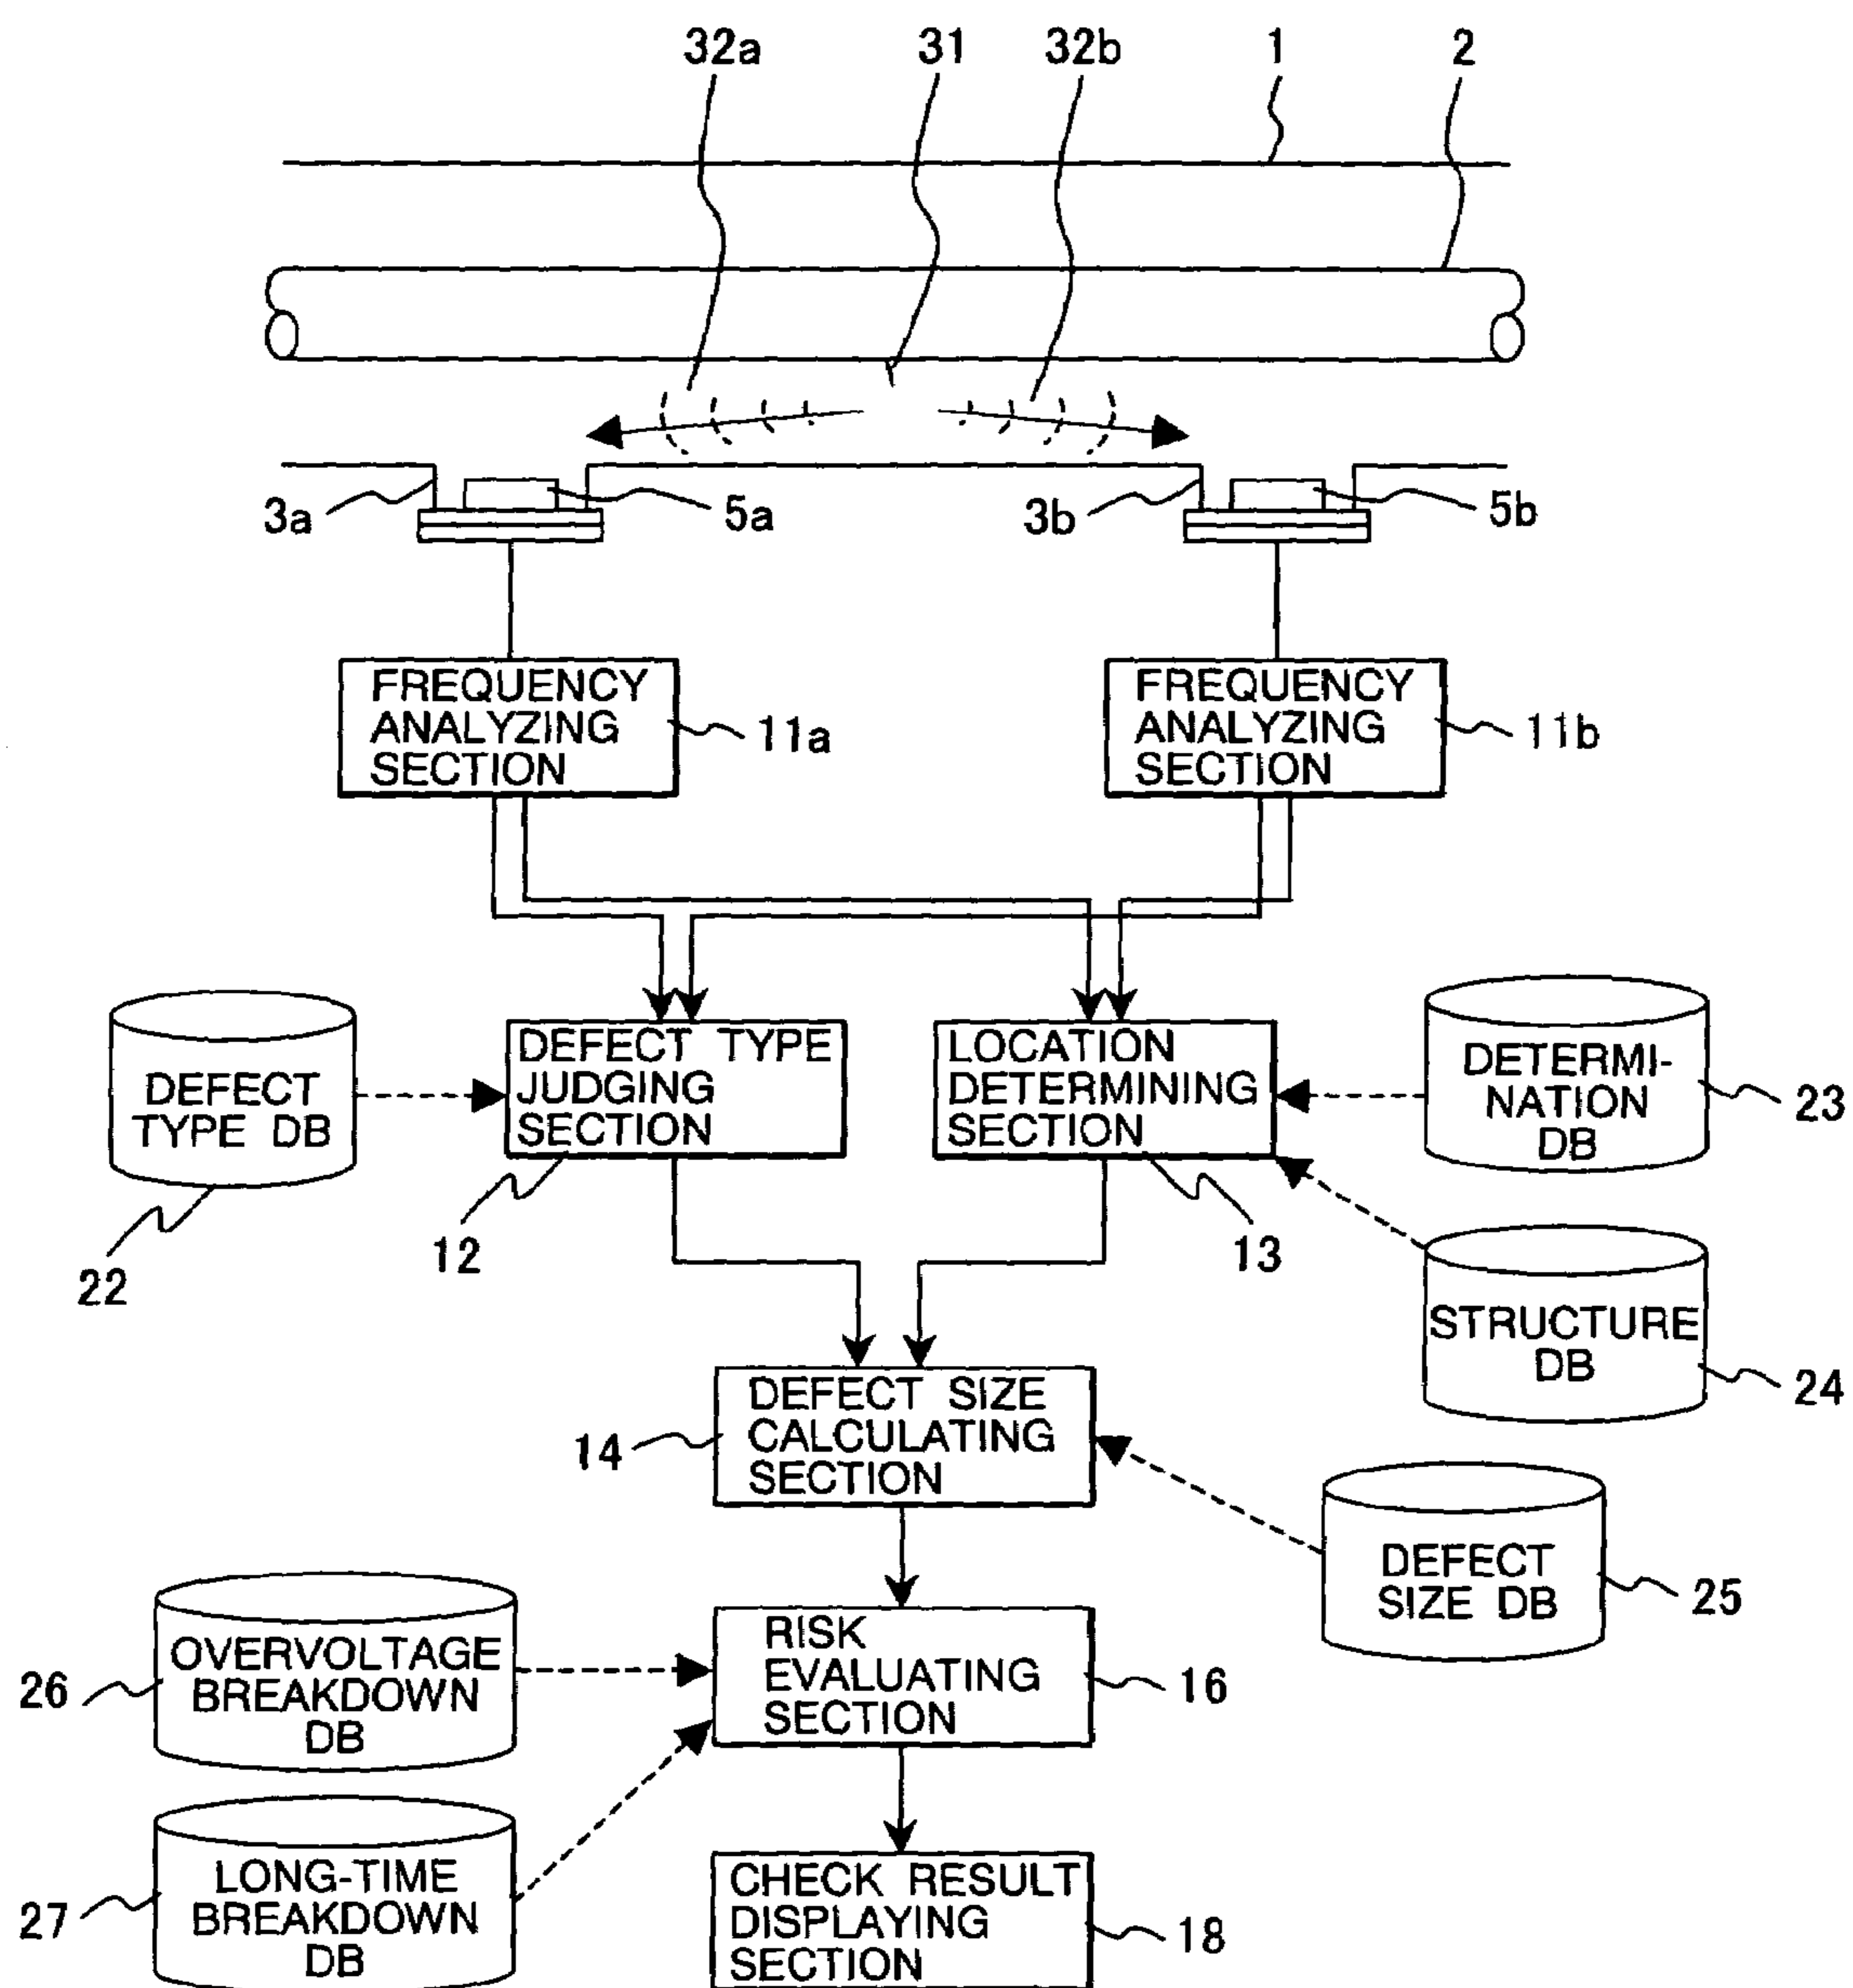 32a 31 32b 1 2
3a 5a 3b 5b
FREQUENCY
ANALYZING
SECTION
11a
FREQUENCY
ANALYZING
SECTION
11b
DEFECT
TYPE DB
22
DEFECT TYPE
JUDGING
SECTION
12
LOCATION
DETERMINING
SECTION
13
DETERMI-
NATION
DB
23
STRUCTURE
DB
24
14
DEFECT SIZE
CALCULATING
SECTION
DEFECT
SIZE DB
25
26
OVERVOLTAGE
BREAKDOWN
DB
RISK
EVALUATING
SECTION
16
27
LONG-TIME
BREAKDOWN
DB
CHECK RESULT
DISPLAYING
SECTION
18